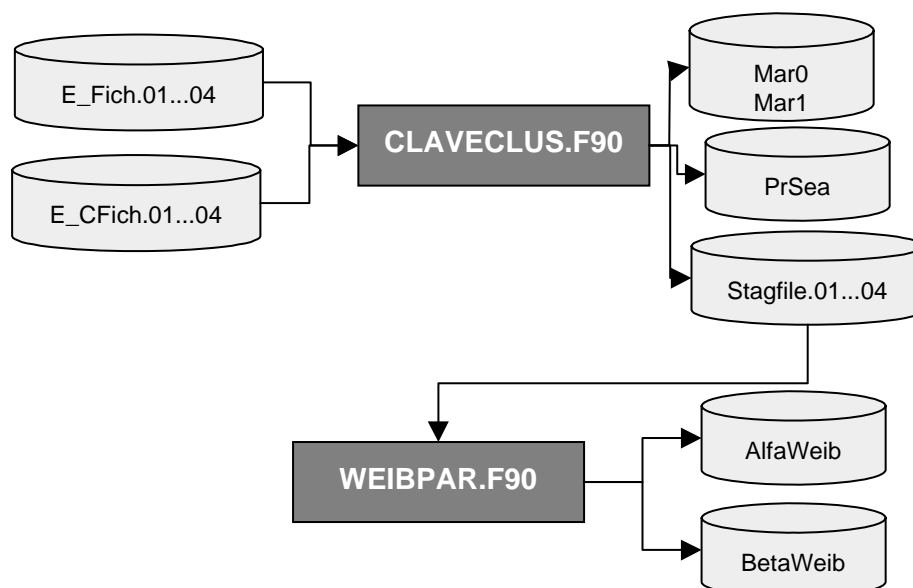 E_Fich.01...04
E_CFich.01...04
CLAVECLUS.F90
Mar0
Mar1
PrSea
Stagfile.01...04
WEIBPAR.F90
AlfaWeib
BetaWeib